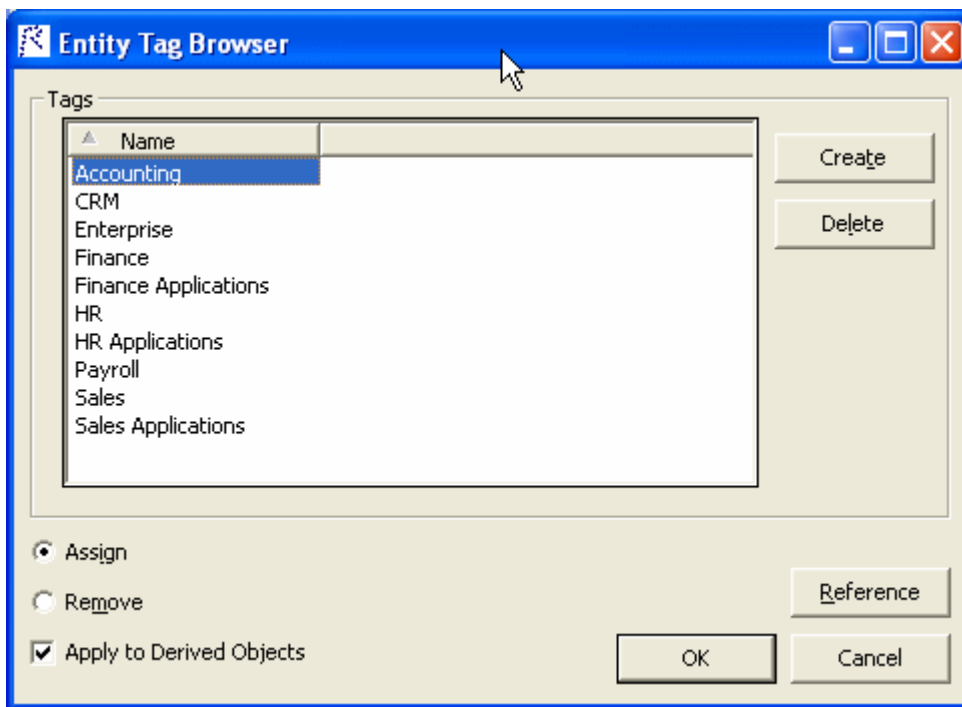 Entity Tag Browser
Tags
Name
Create
Accounting
CRM
Delete
Enterprise
Finance
Finance Applications
HR
HR Applications
Payroll
Sales
Sales Applications
Assign
Remove
Reference
Apply to Derived Objects
OK
Cancel